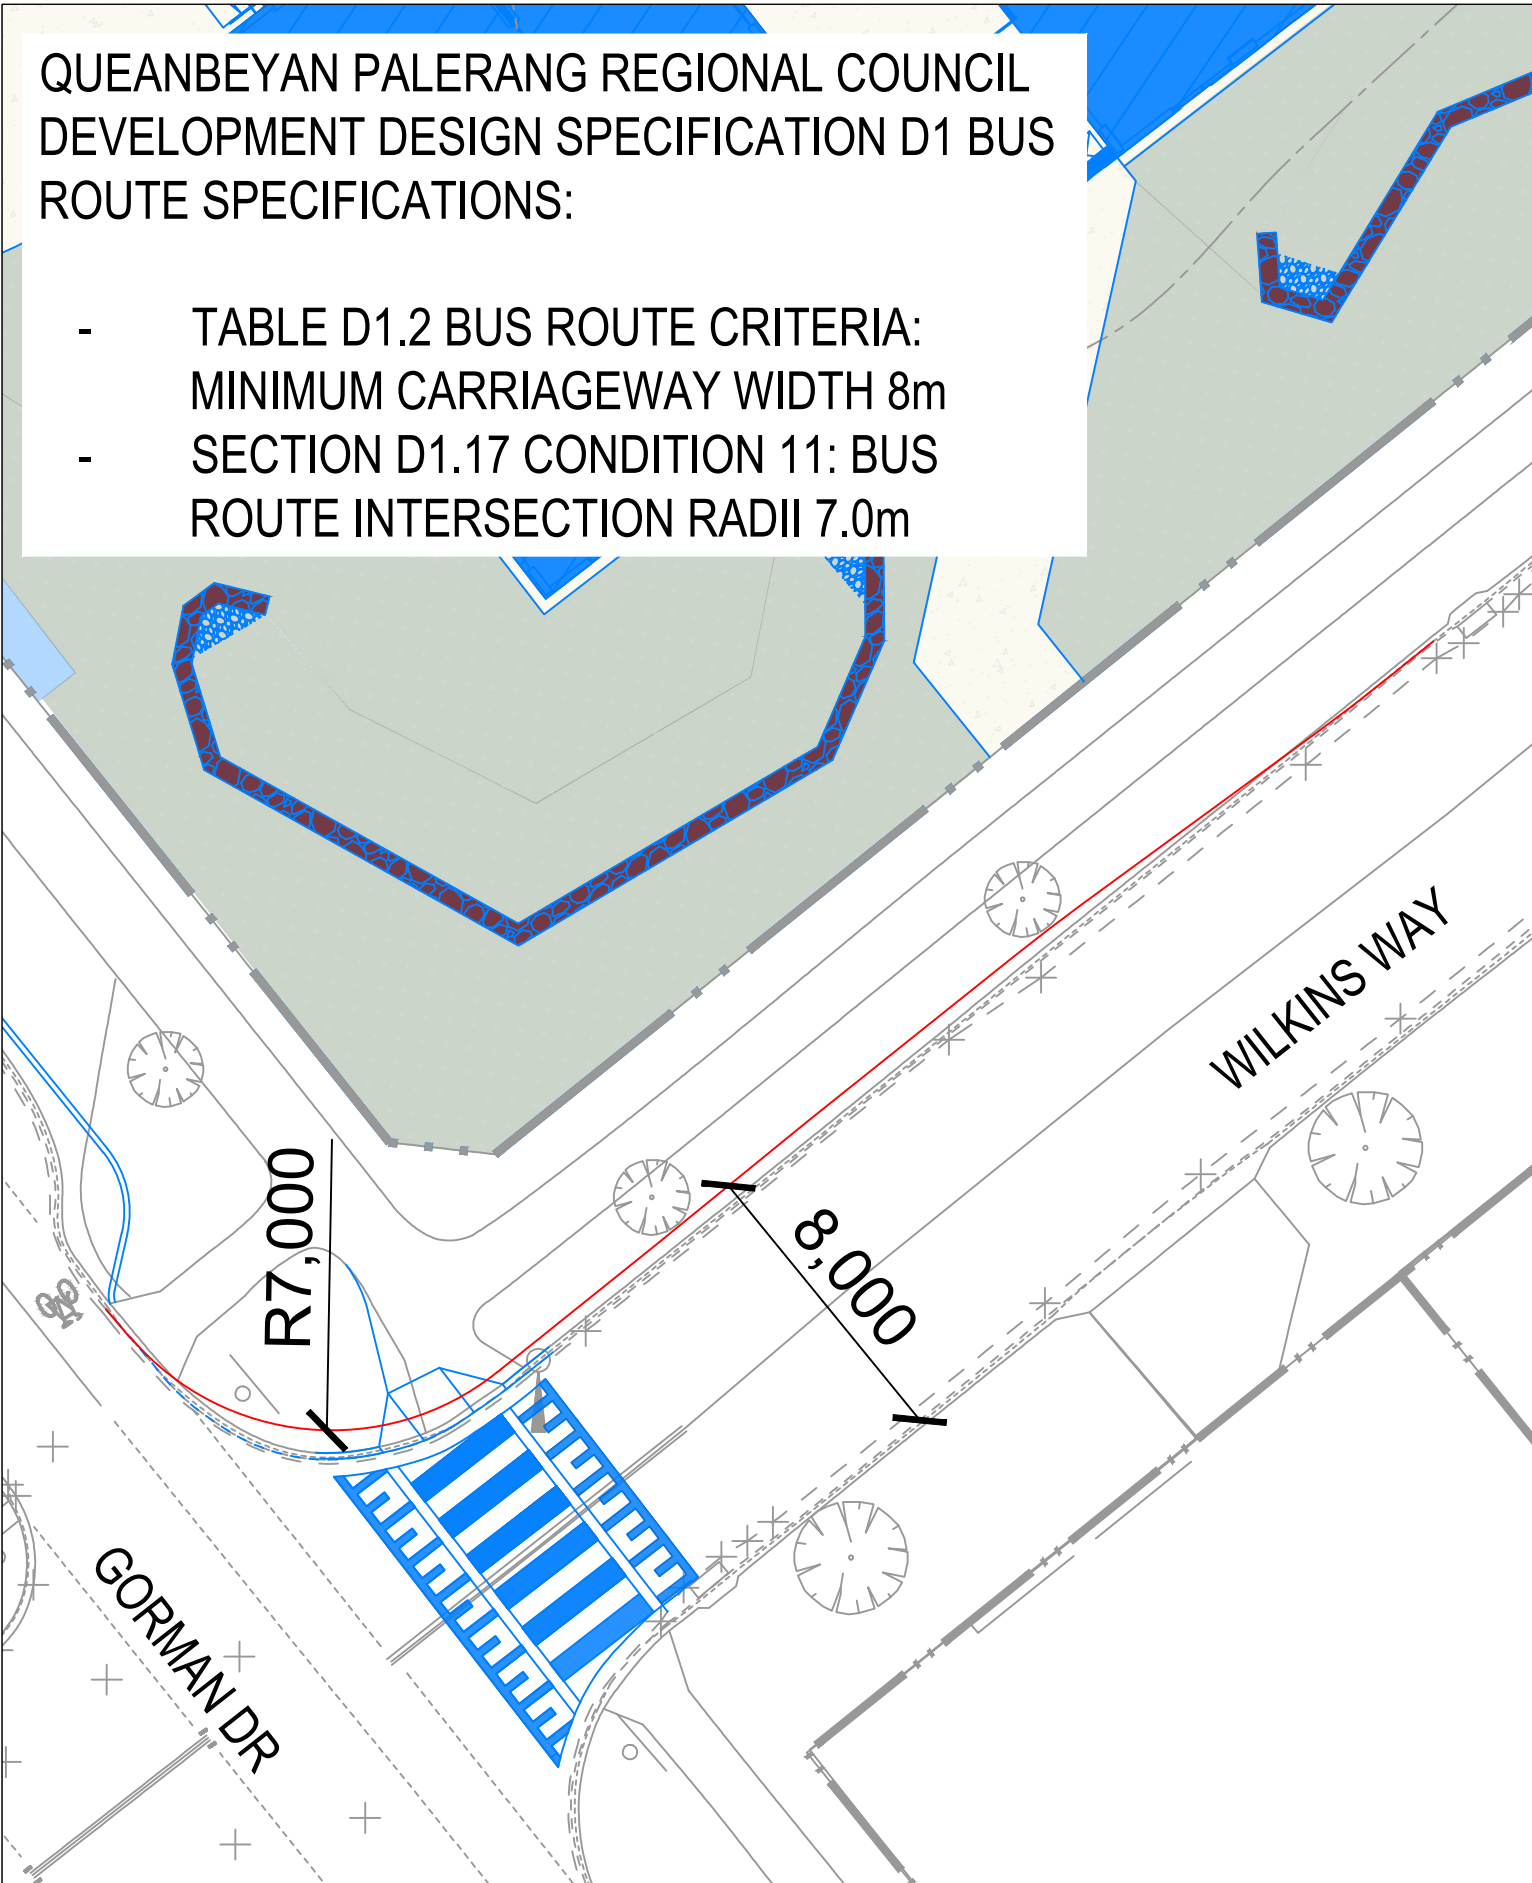 QUEANBEYAN PALERANG REGIONAL COUNCIL
DEVELOPMENT DESIGN SPECIFICATION D1 BUS
ROUTE SPECIFICATIONS:
- TABLE D1.2 BUS ROUTE CRITERIA:
MINIMUM CARRIAGEWAY WIDTH 8m
- SECTION D1.17 CONDITION 11: BUS
ROUTE INTERSECTION RADII 7.0m
WILKINS WAY
R7,000
8,000
GORMAN DR